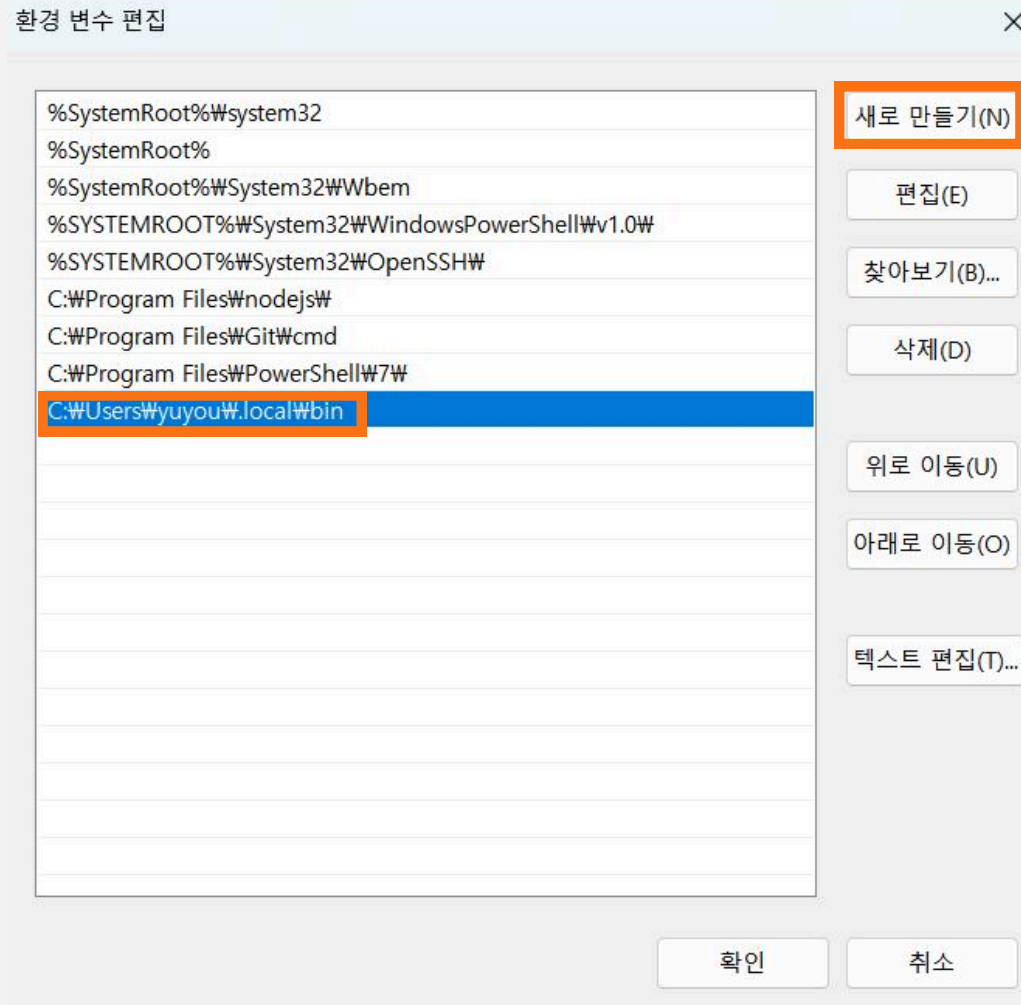 환경 변수 편집
%SystemRoot%₩system32
%SystemRoot%
%SystemRoot%₩System32₩Wbem
%SYSTEMROOT%₩System32₩WindowsPowerShell₩v1.0₩
%SYSTEMROOT%₩System32₩OpenSSH₩
C:₩Program Files₩nodejs₩
C:₩Program Files₩Git₩cmd
C:₩Program Files₩PowerShell₩7₩
C:₩Users₩yuyou₩.local₩bin
새로 만들기(N)
편집(E)
찾아보기(B)...
삭제(D)
위로 이동(U)
아래로 이동(O)
텍스트 편집(T)...
확인
취소